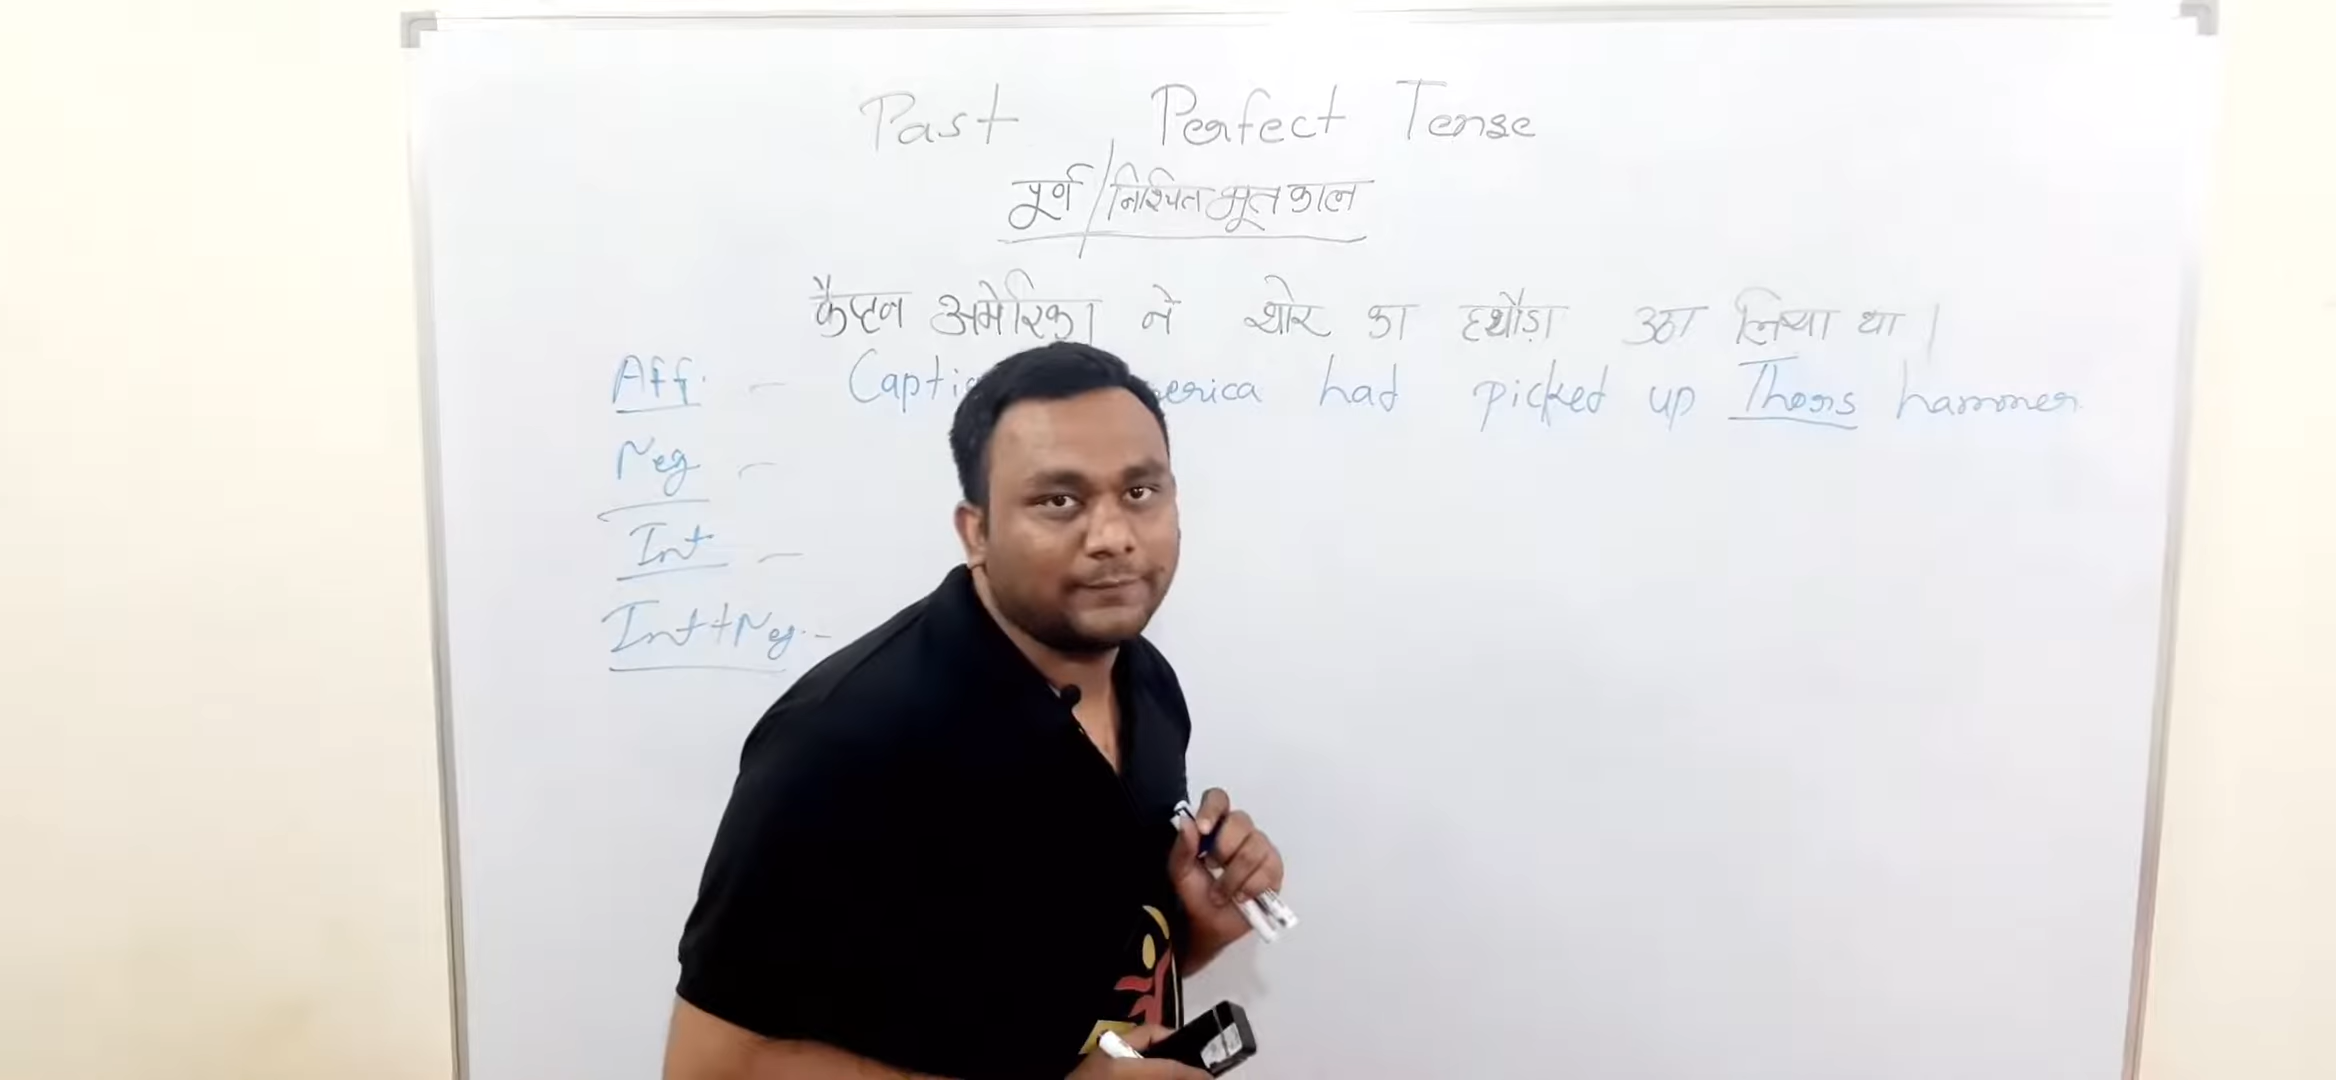 Past Perfect Tense
पूर्ण / निश्चित भूतकाल
कैप्टन अमेरिका ने थोर का हथौड़ा उठा लिया था।
Aff. - Captia erica had picked up Thors hammer.
Neg -
Int -
Int+Neg. -